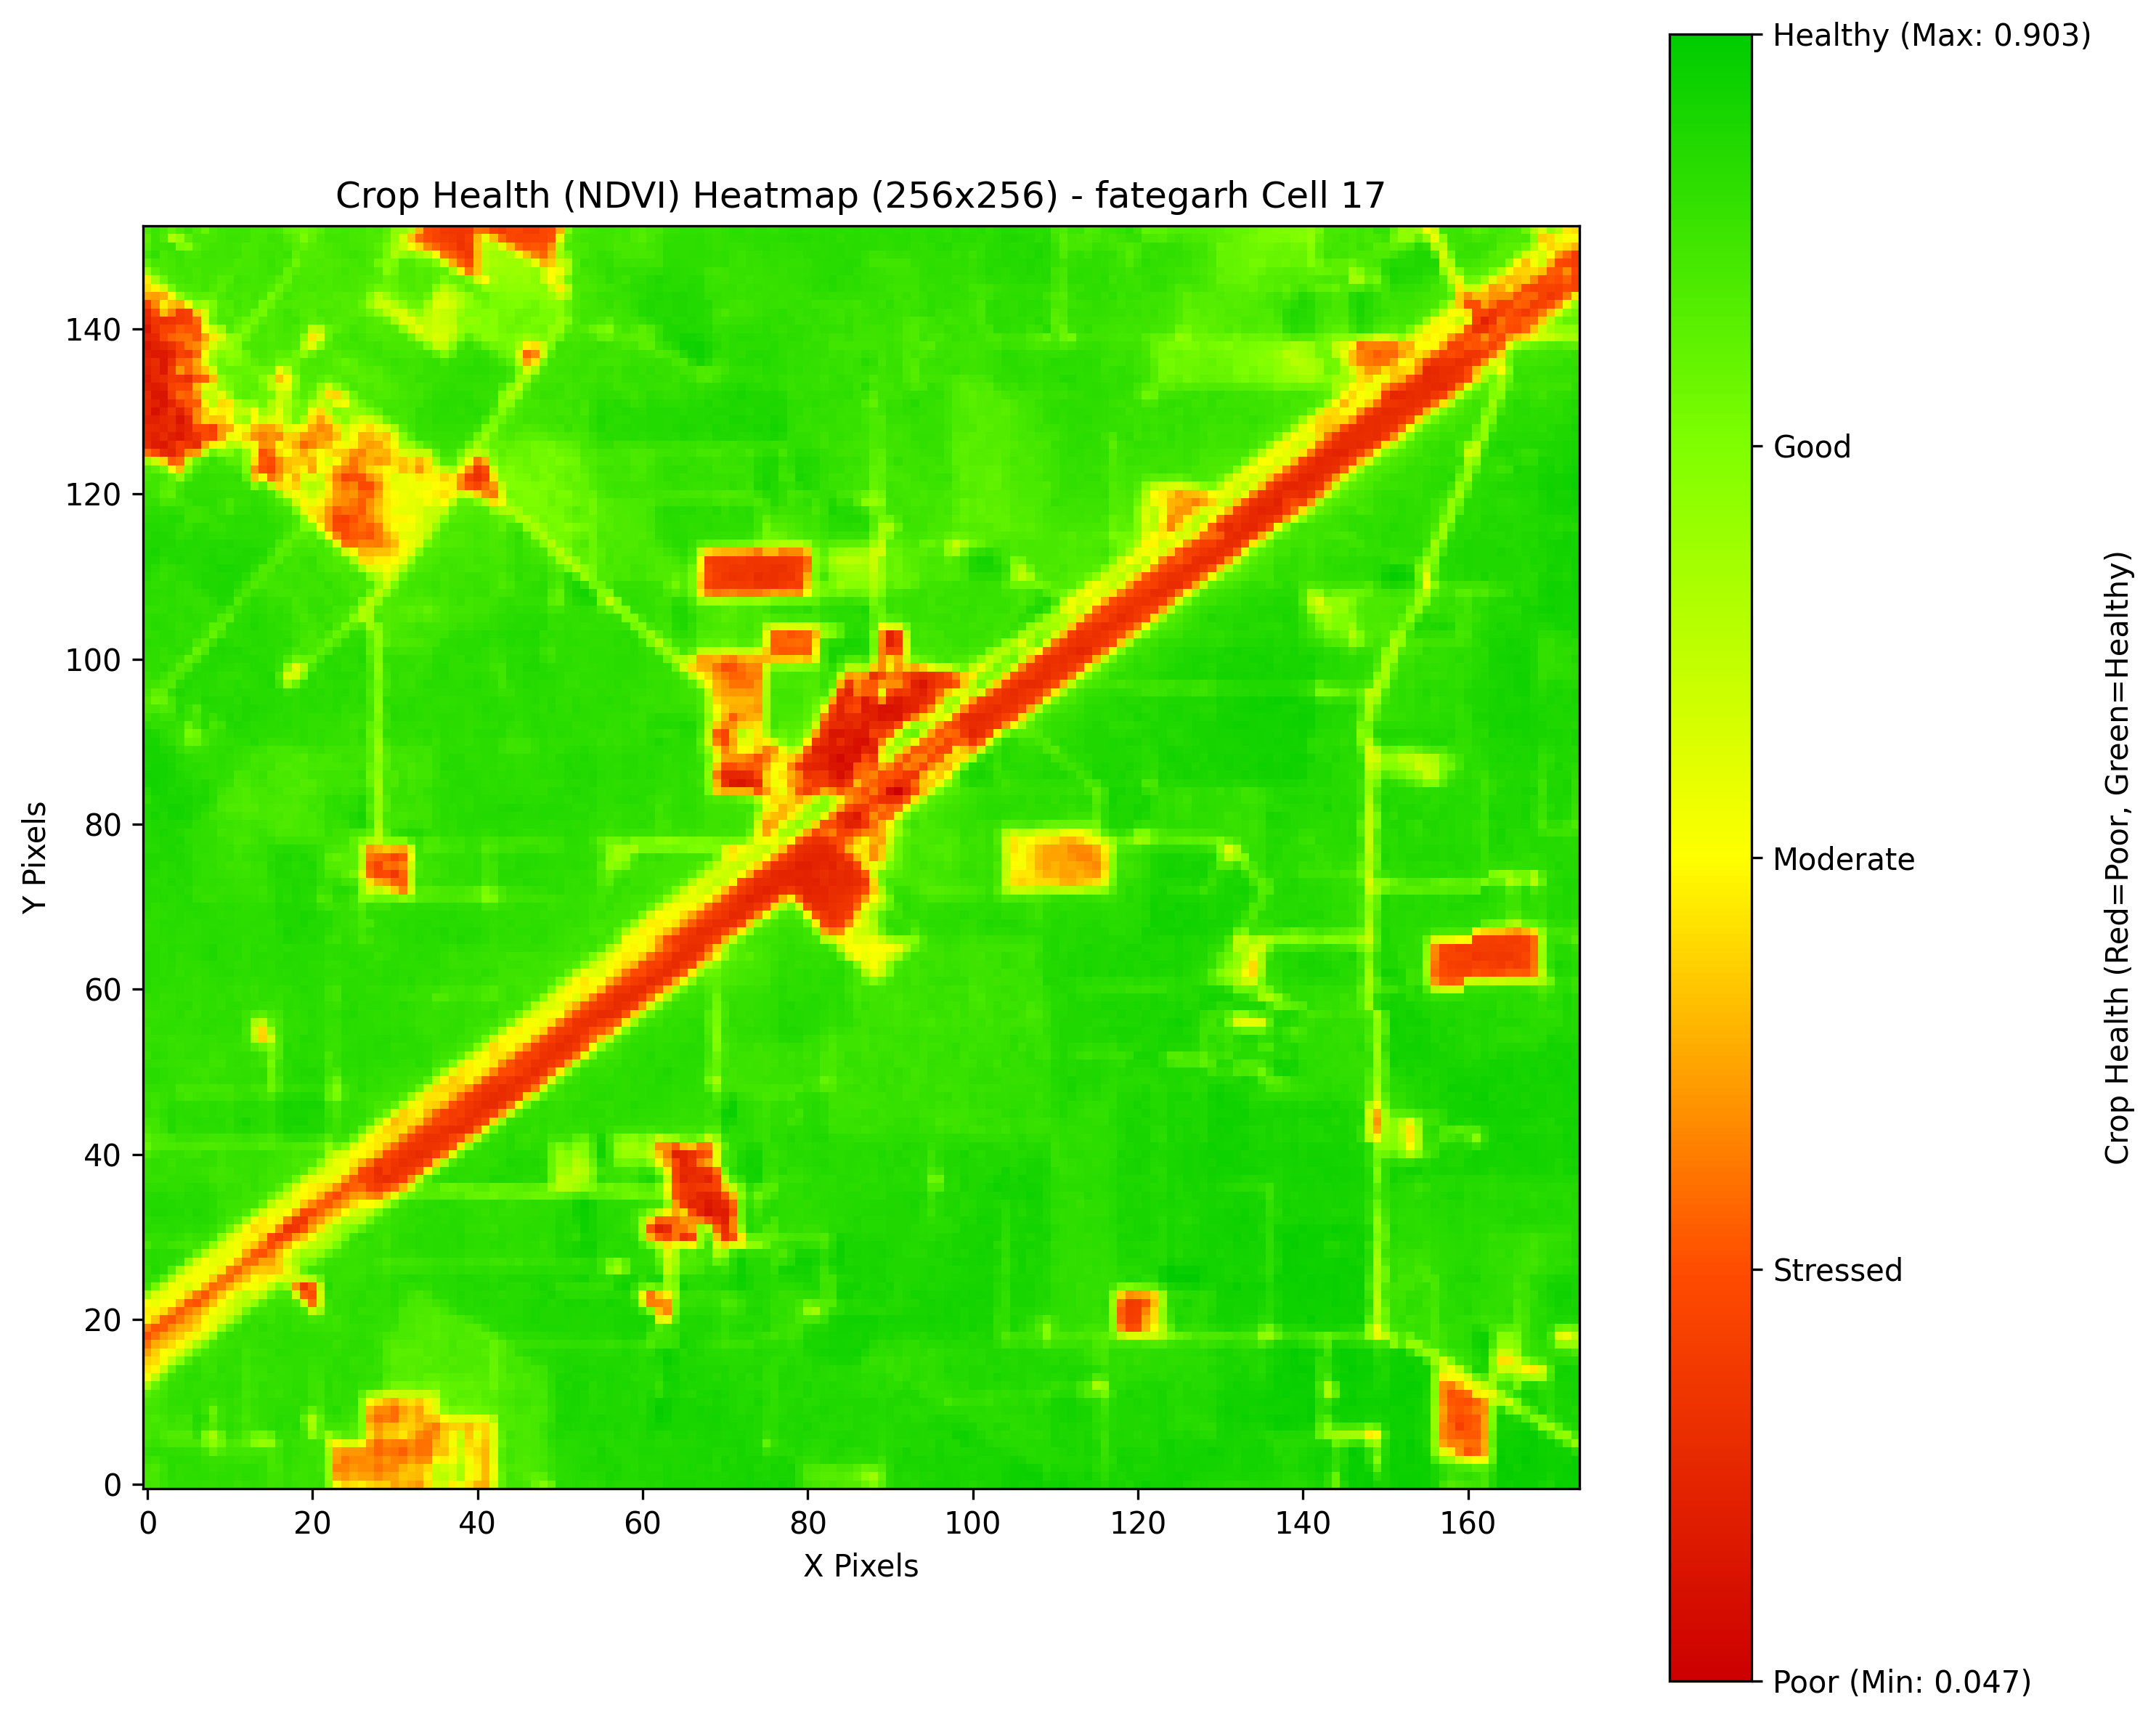 Crop Health (NDVI) Heatmap (256x256) - fategarh Cell 17
140
120
100
80
60
40
20
0
Y Pixels
0 20 40 60 80 100 120 140 160
X Pixels
Healthy (Max: 0.903)
Good
Moderate
Stressed
Poor (Min: 0.047)
Crop Health (Red=Poor, Green=Healthy)